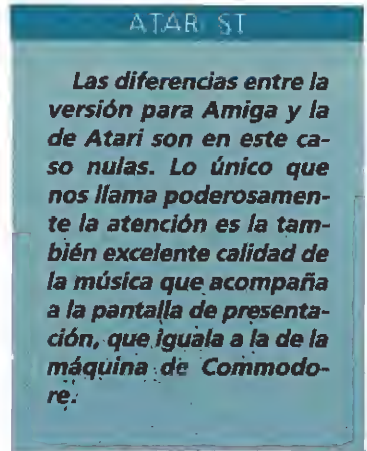 ATARI ST
Las diferencias entre la
versión para Amiga y la
de Atari son en este ca-
so nulas. Lo único que
nos llama poderosamen-
te la atención es la tam-
bién excelente calidad de
la música que acompaña
a la pantalla de presenta-
ción, que iguala a la de la
máquina de Commodo-
re.